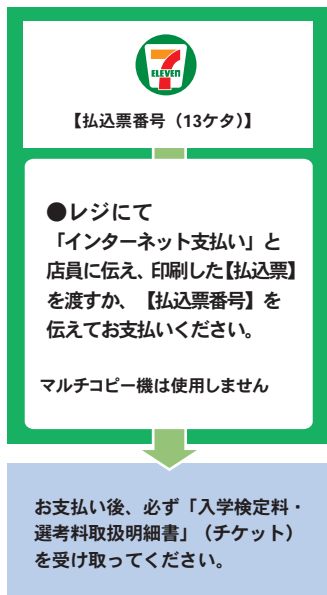 7
ELEVEn
【払込票番号（13ケタ）】
●レジにて
「インターネット支払い」と
店員に伝え、印刷した【払込票】
を渡すか、【払込票番号】を
伝えてお支払いください。
マルチコピー機は使用しません
お支払い後、必ず「入学検定料・
選考料取扱明細書」（チケット）
を受け取ってください。